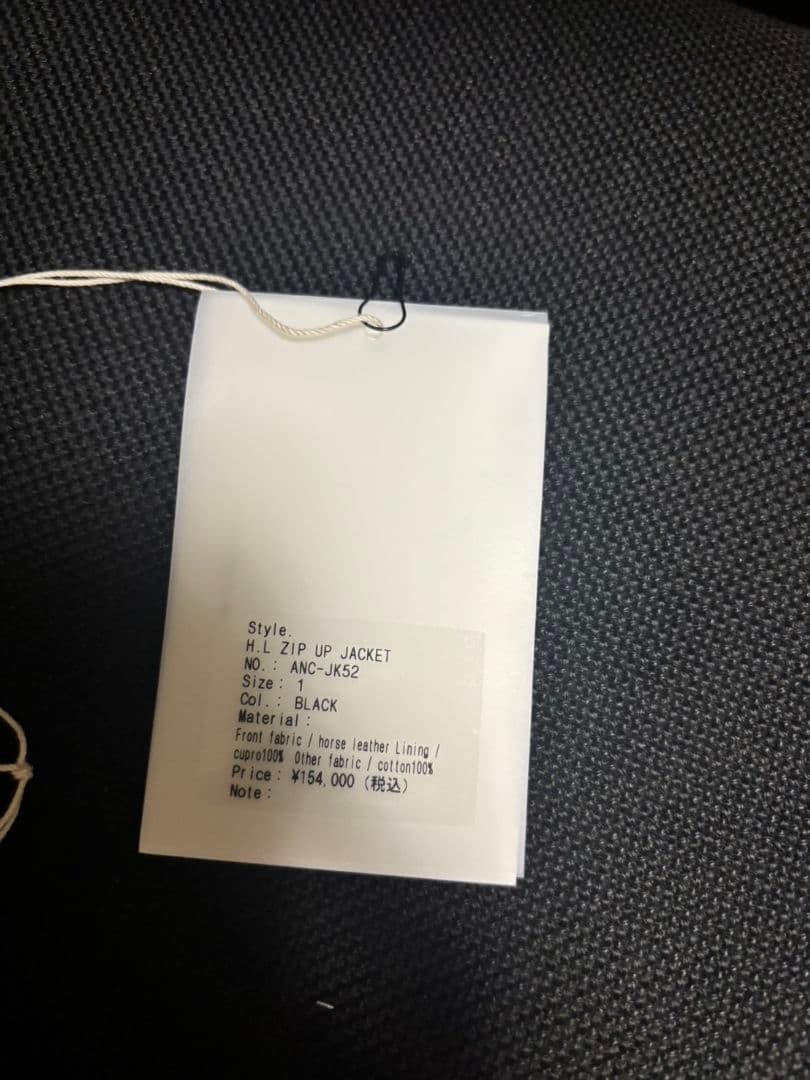 Style.
H.L ZIP UP JACKET
NO.: ANC-JK52
Size: 1
Col.: BLACK
Material:
Front fabric / horse leather Lining /
cupro100% Other fabric / cotton100%
Price: ¥154,000 (税込)
Note: